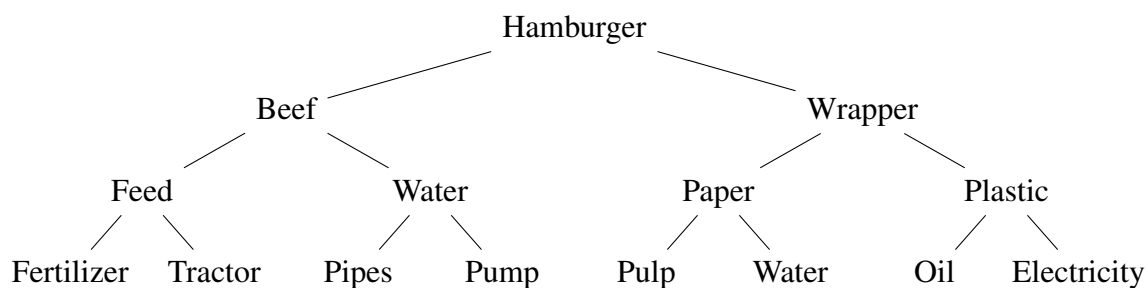 Hamburger
Beef Wrapper
Feed Water Paper Plastic
Fertilizer Tractor Pipes Pump Pulp Water Oil Electricity